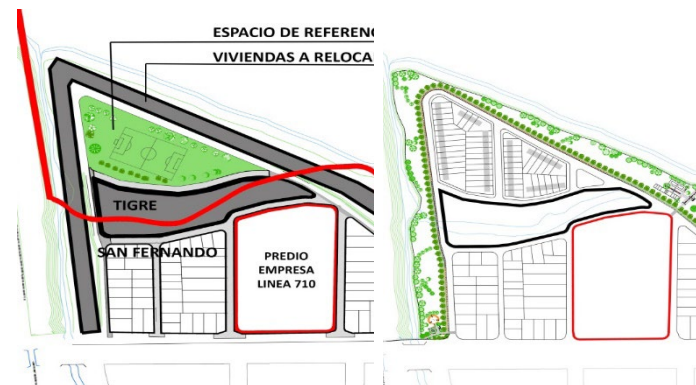 ESPACIO DE REFERENC
VIVIENDAS A RELOCA
TIGRE
SAN FERNANDO
PREDIO
EMPRESA
LINEA 710